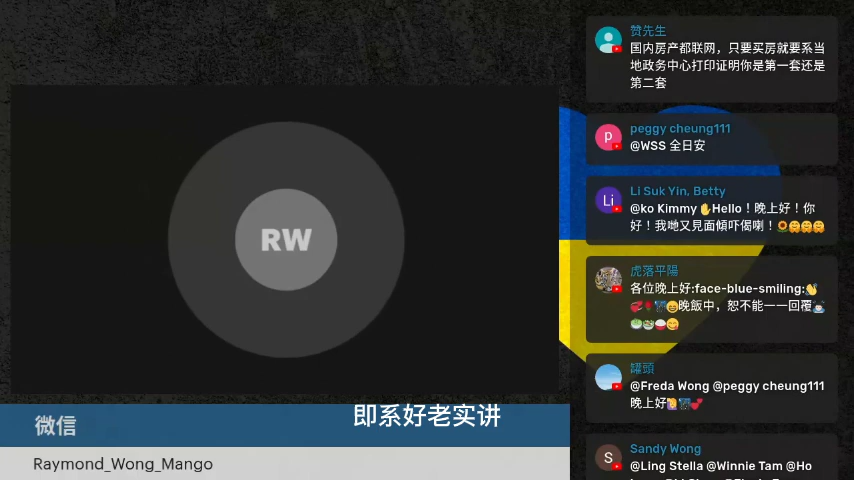 RW
即系好老实讲
微信
Raymond_Wong_Mango
赞先生
国内房产都联网，只要买房就要系当
地政务中心打印证明你是第一套还是
第二套
peggy cheung111
@WSS 全日安
Li Suk Yin, Betty
@ko Kimmy Hello！晚上好！你
好！我哋又見面傾吓偈喇！
虎落平陽
各位晚上好:face-blue-smiling:
晚飯中，恕不能一一回覆
罐頭
@Freda Wong @peggy cheung111
晚上好
Sandy Wong
@Ling Stella @Winnie Tam @Ho